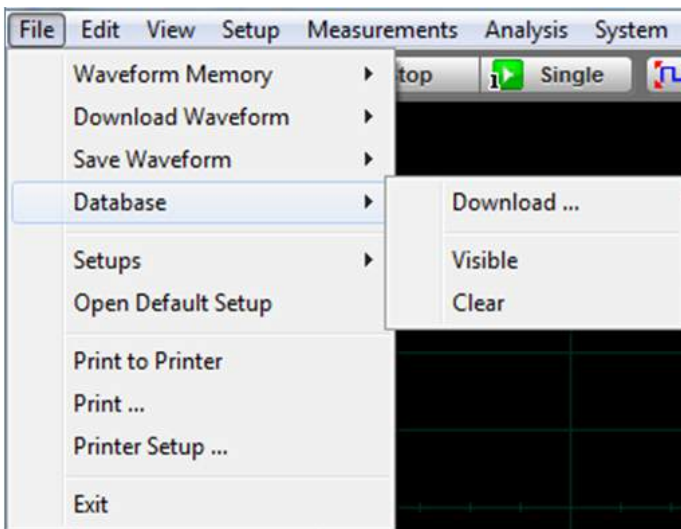 File Edit View Setup Measurements Analysis System
top Single
Waveform Memory
Download Waveform
Save Waveform
Database
Download ...
Visible
Clear
Setups
Open Default Setup
Print to Printer
Print ...
Printer Setup ...
Exit